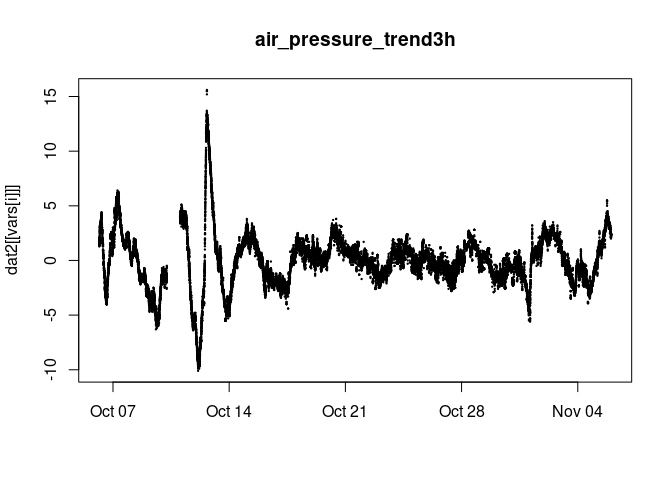 air_pressure_trend3h
dat2[[vars[i]]]
15
10
5
0
-5
-10
Oct 07
Oct 14
Oct 21
Oct 28
Nov 04